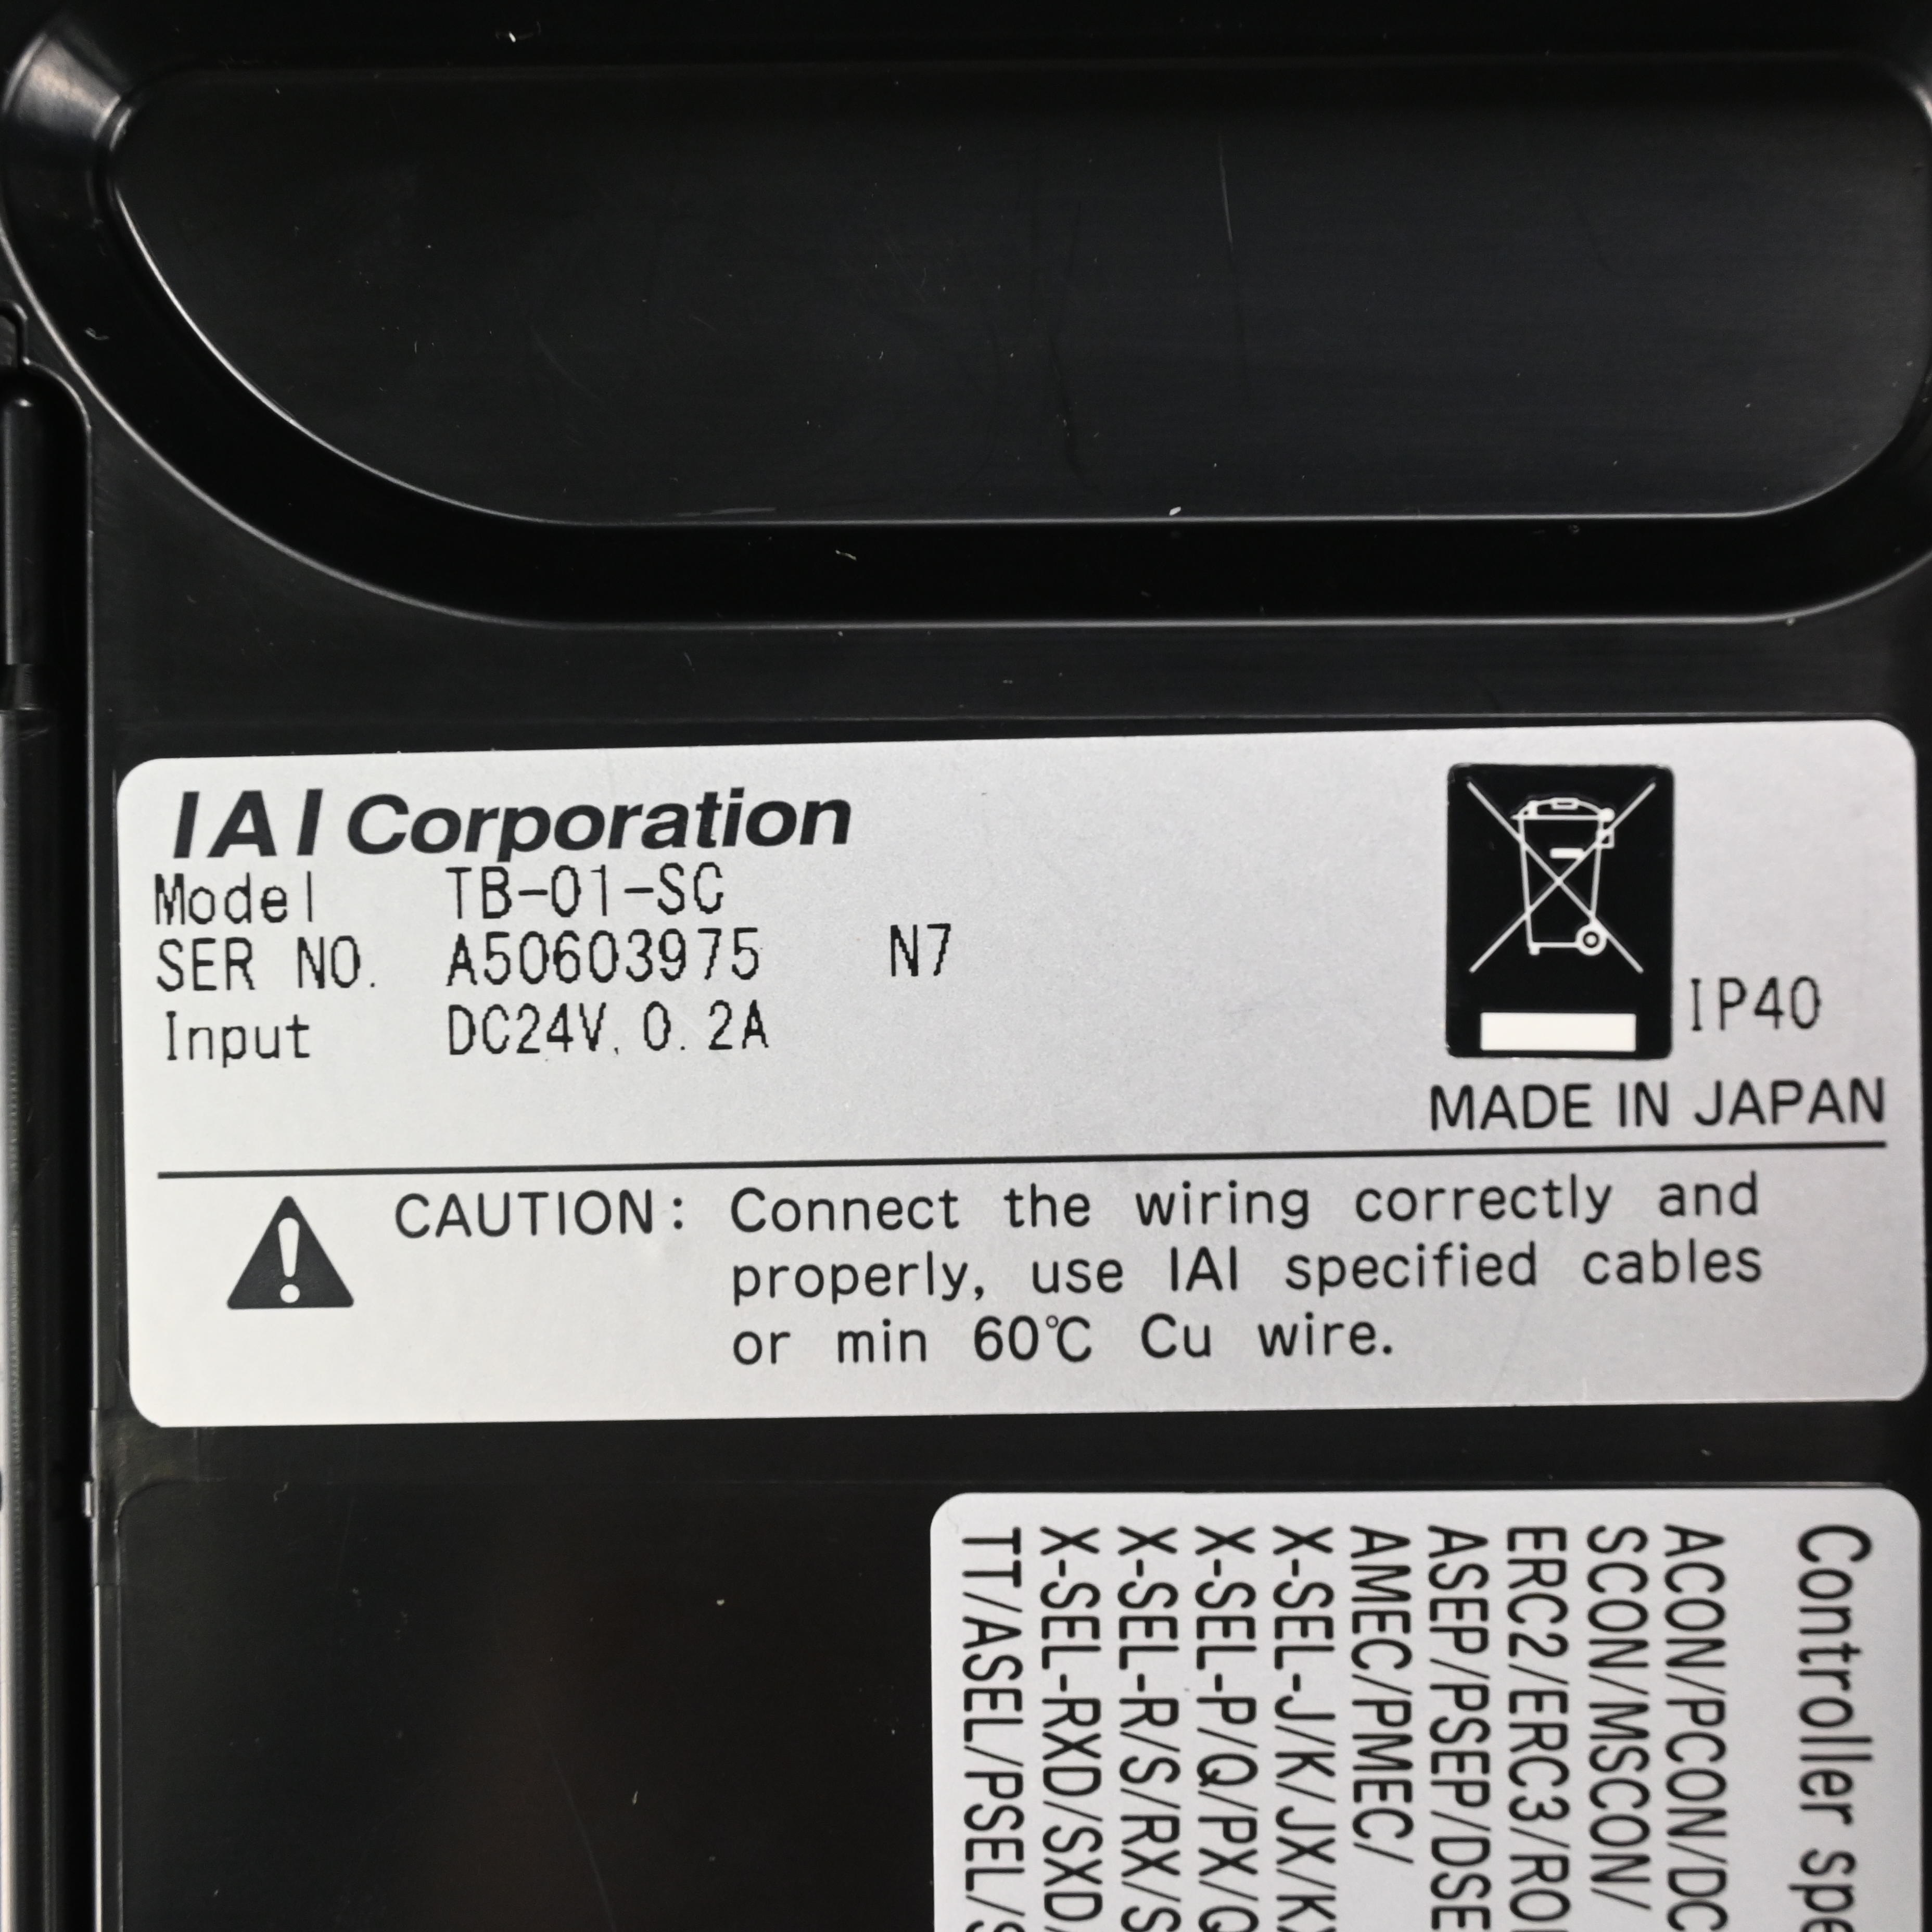 IAI Corporation
Model TB-01-SC
SER NO. A50603975 N7
Input DC24V, 0.2A
IP40
MADE IN JAPAN
CAUTION: Connect the wiring correctly and
properly, use IAI specified cables
or min 60℃ Cu wire.
Controller
ACON/PCON/DC
SCON/MSCON/
ERC2/ERC3/RO
ASEP/PSEP/DSE
AMEC/PMEC/
X-SEL-J/K/JX/K
X-SEL-P/Q/PX/Q
X-SEL-R/S/RX/S
X-SEL-RXD/SXD
TT/ASEL/PSEL/S